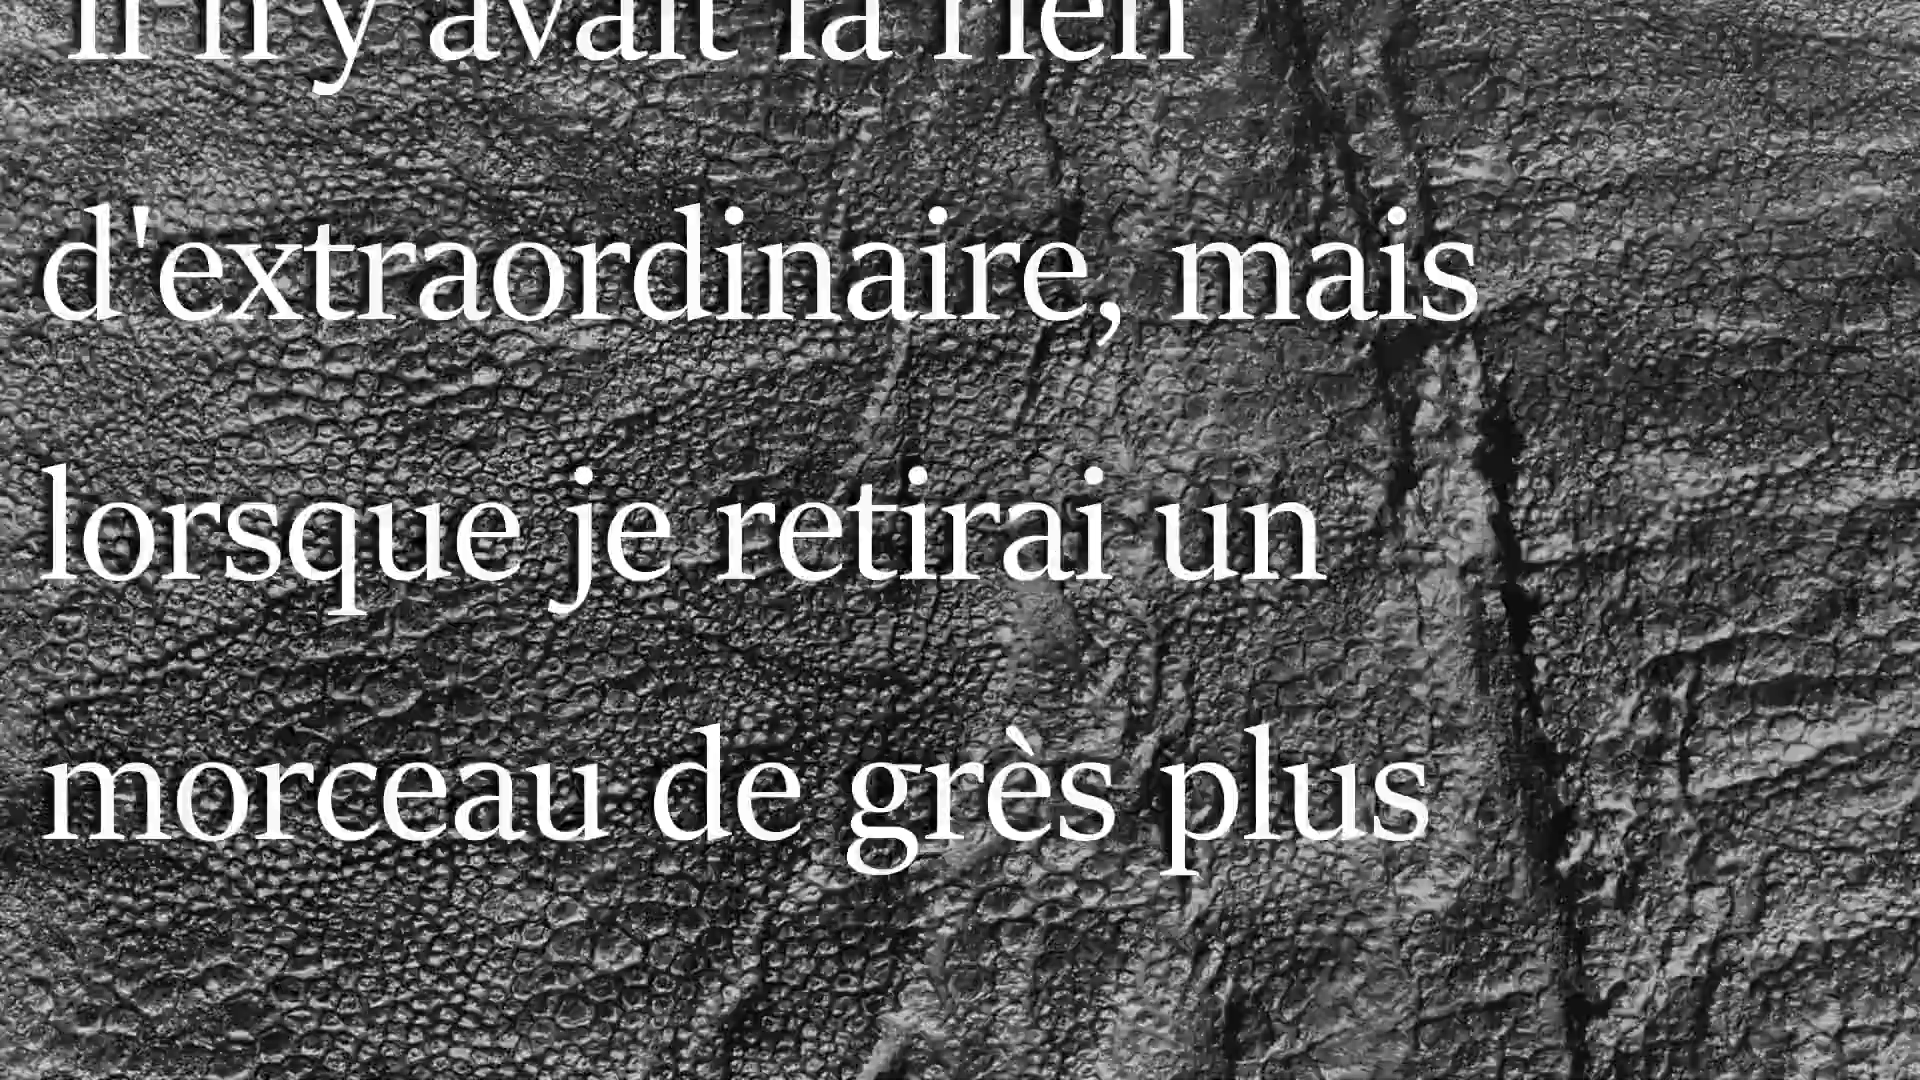 Il n'y avait là rien
d'extraordinaire, mais
lorsque je retirai un
morceau de grès plus